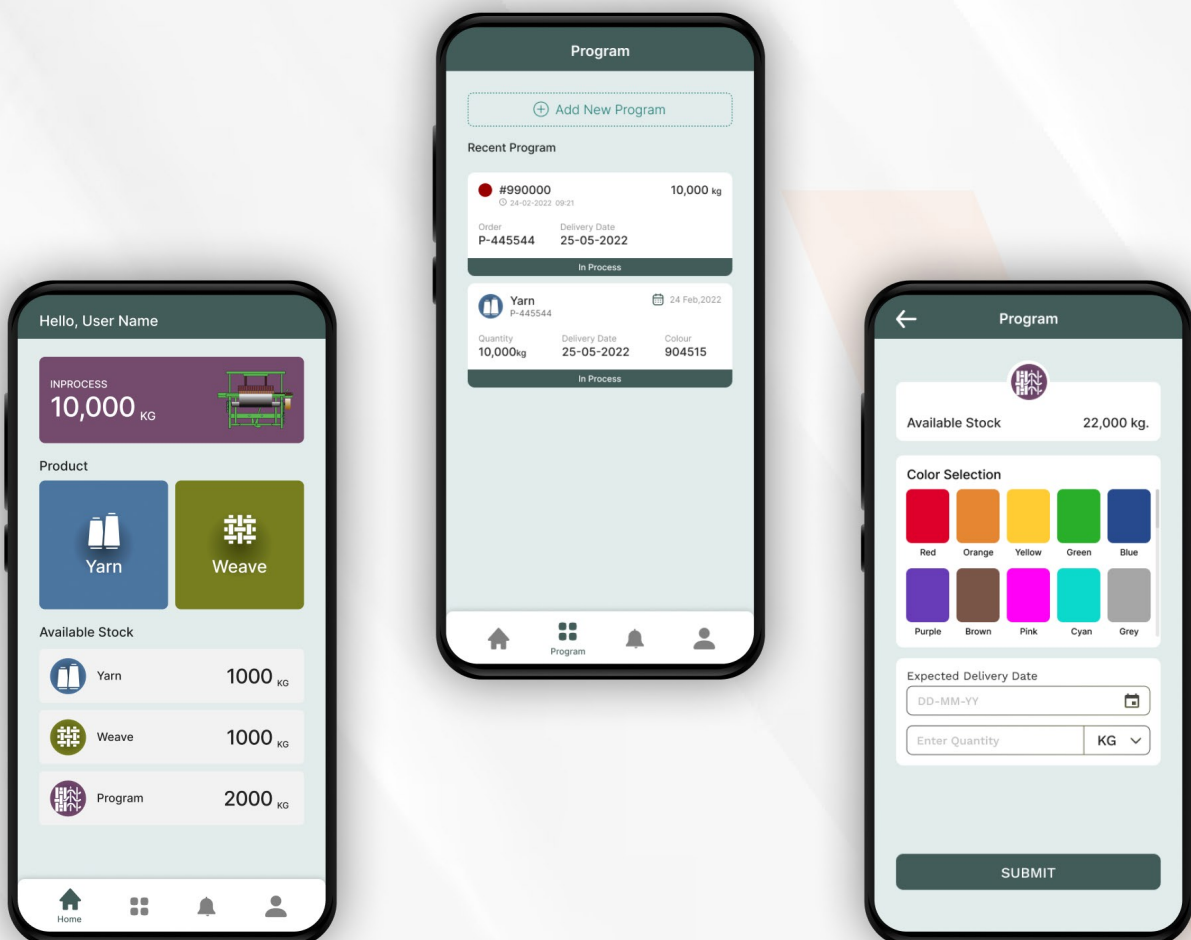 Hello, User Name
INPROCESS
10,000 KG
Product
Yarn
Weave
Available Stock
Yarn 1000 KG
Weave 1000 KG
Program 2000 KG
Home
Program
Add New Program
Recent Program
#990000 10,000 kg
24-02-2022 09:21
Order Delivery Date
P-445544 25-05-2022
In Process
Yarn 24 Feb,2022
P-445544
Quantity Delivery Date Colour
10,000kg 25-05-2022 904515
In Process
Program
Program
Available Stock 22,000 kg.
Color Selection
Red Orange Yellow Green Blue
Purple Brown Pink Cyan Grey
Expected Delivery Date
DD-MM-YY
Enter Quantity KG
SUBMIT